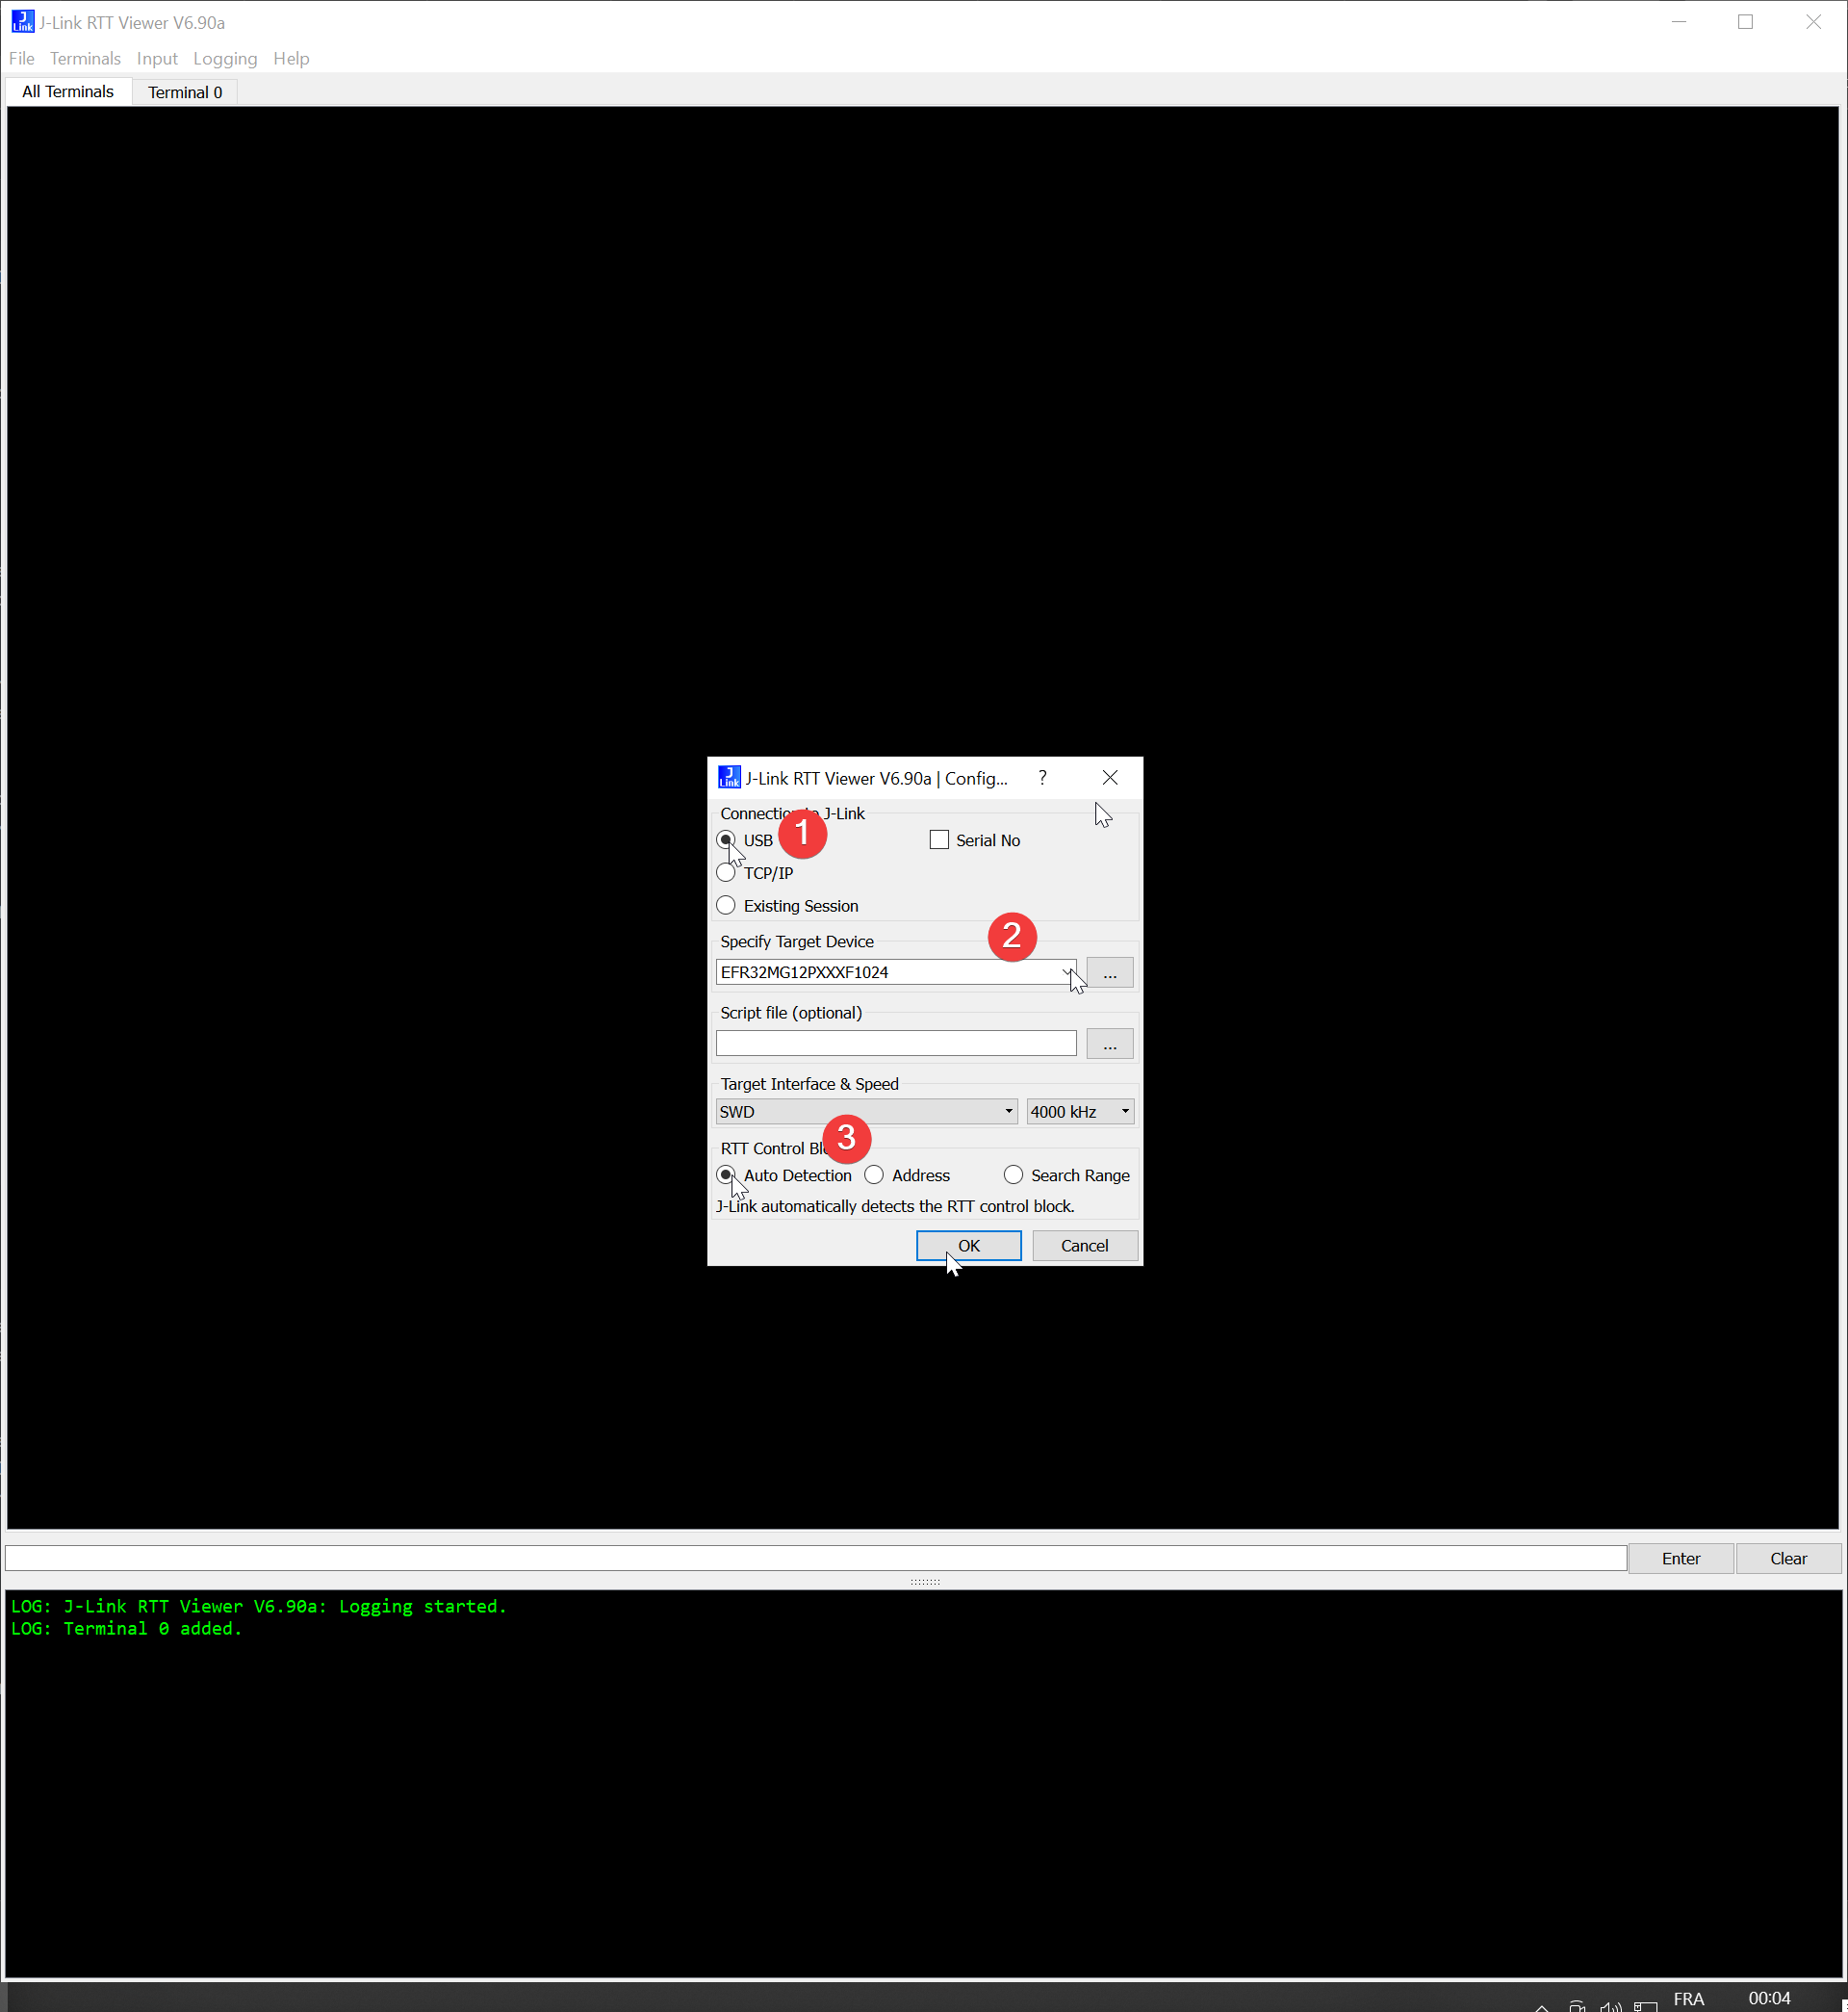 J-Link RTT Viewer V6.90a
File Terminals Input Logging Help
All Terminals Terminal 0
J-Link RTT Viewer V6.90a | Config... ?
Connection to J-Link
USB 1 Serial No
TCP/IP
Existing Session
Specify Target Device 2
EFR32MG12PXXXF1024 ...
Script file (optional)
...
Target Interface & Speed
SWD 4000 kHz
RTT Control Blo 3
Auto Detection Address Search Range
J-Link automatically detects the RTT control block.
OK Cancel
Enter Clear
LOG: J-Link RTT Viewer V6.90a: Logging started.
LOG: Terminal 0 added.
FRA 00:04